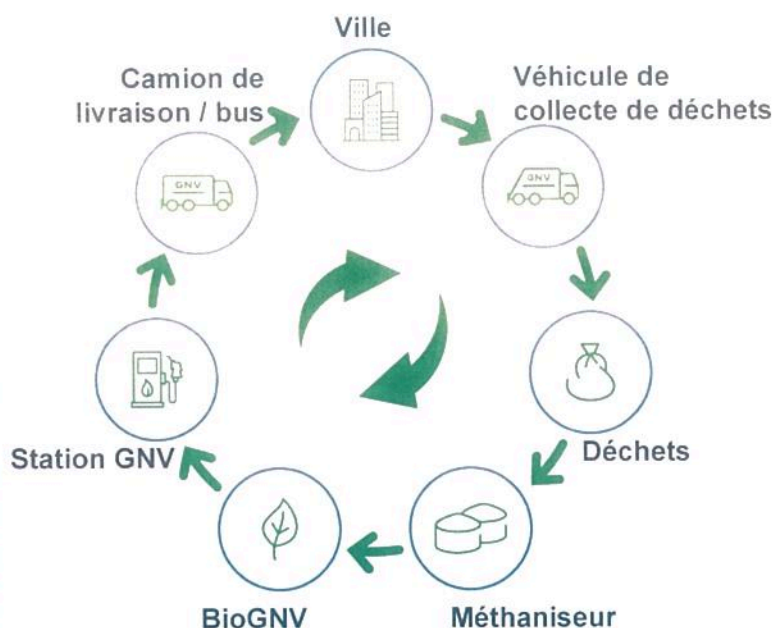 Ville
Camion de
livraison / bus
Véhicule de
collecte de déchets
GNV
GNV
Station GNV
Déchets
BioGNV
Méthaniseur